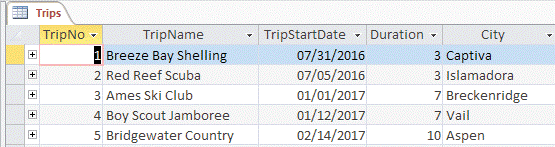 Trips
TripNo TripName TripStartDate Duration City
1 Breeze Bay Shelling 07/31/2016 3 Captiva
2 Red Reef Scuba 07/05/2016 3 Islamadora
3 Ames Ski Club 01/01/2017 7 Breckenridge
4 Boy Scout Jamboree 01/12/2017 7 Vail
5 Bridgewater Country 02/14/2017 10 Aspen